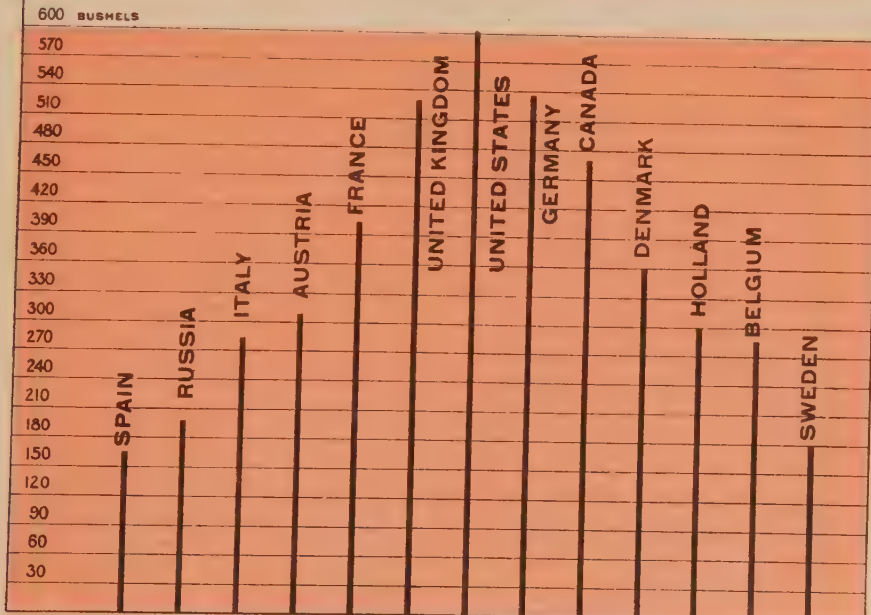 600 BUSHELS
570
540
510
480
450
420
390
360
330
300
270
240
210
180
150
120
90
60
30
SPAIN
RUSSIA
ITALY
AUSTRIA
FRANCE
UNITED KINGDOM
UNITED STATES
GERMANY
CANADA
DENMARK
HOLLAND
BELGIUM
SWEDEN